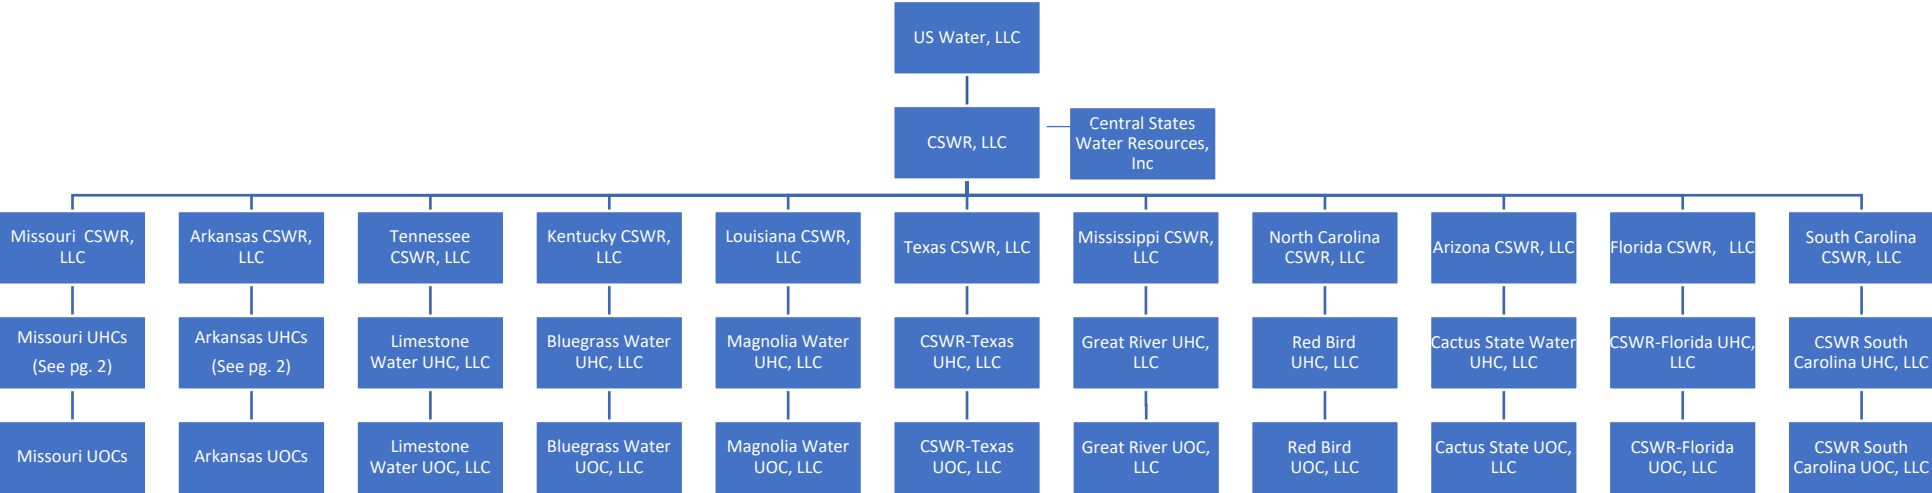 US Water, LLC
CSWR, LLC
Central States
Water Resources,
Inc
Missouri CSWR,
LLC
Arkansas CSWR,
LLC
Tennessee
CSWR, LLC
Kentucky CSWR,
LLC
Louisiana CSWR,
LLC
Texas CSWR, LLC
Mississippi CSWR,
LLC
North Carolina
CSWR, LLC
Arizona CSWR, LLC
Florida CSWR, LLC
South Carolina
CSWR, LLC
Missouri UHCs
(See pg. 2)
Arkansas UHCs
(See pg. 2)
Limestone
Water UHC, LLC
Bluegrass Water
UHC, LLC
Magnolia Water
UHC, LLC
CSWR-Texas
UHC, LLC
Great River UHC,
LLC
Red Bird
UHC, LLC
Cactus State Water
UHC, LLC
CSWR-Florida UHC,
LLC
CSWR South
Carolina UHC, LLC
Missouri UOCs
Arkansas UOCs
Limestone
Water UOC, LLC
Bluegrass Water
UOC, LLC
Magnolia Water
UOC, LLC
CSWR-Texas
UOC, LLC
Great River UOC,
LLC
Red Bird
UOC, LLC
Cactus State UOC,
LLC
CSWR-Florida
UOC, LLC
CSWR South
Carolina UOC, LLC